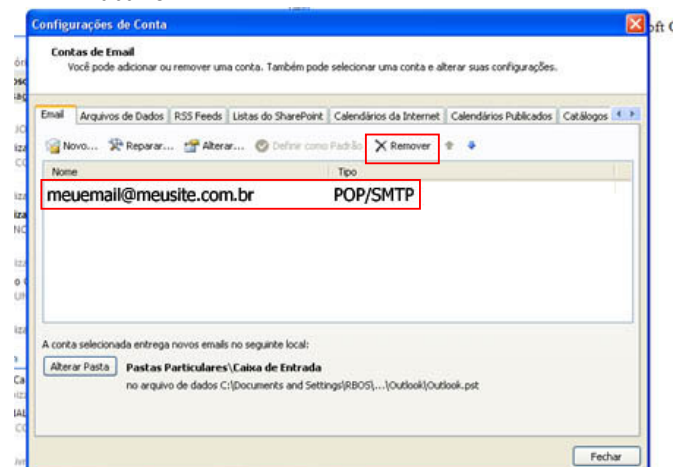 Configurações de Conta
Contas de Email
Você pode adicionar ou remover uma conta. Também pode selecionar uma conta e alterar suas configurações.
Email Arquivos de Dados RSS Feeds Listas do SharePoint Calendários da Internet Calendários Publicados Catálogos
Novo... Reparar... Alterar... Definir como Padrão Remover
Nome Tipo
meuemail@meusite.com.br POP/SMTP
A conta selecionada entrega novos emails no seguinte local:
Alterar Pasta Pastas Particulares\Caixa de Entrada
no arquivo de dados C:\Documents and Settings\RBOS\...\Outlook\Outlook.pst
Fechar